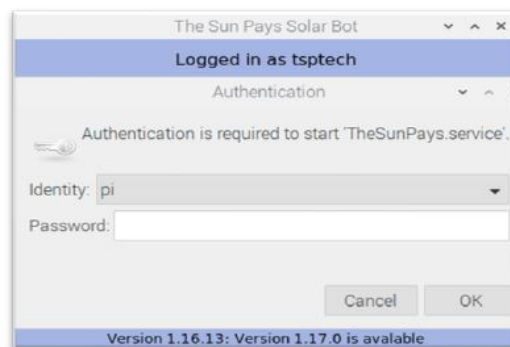 The Sun Pays Solar Bot
Logged in as tsptech
Authentication
Authentication is required to start 'TheSunPays.service'.
Identity: pi
Password:
Cancel OK
Version 1.16.13: Version 1.17.0 is avalable